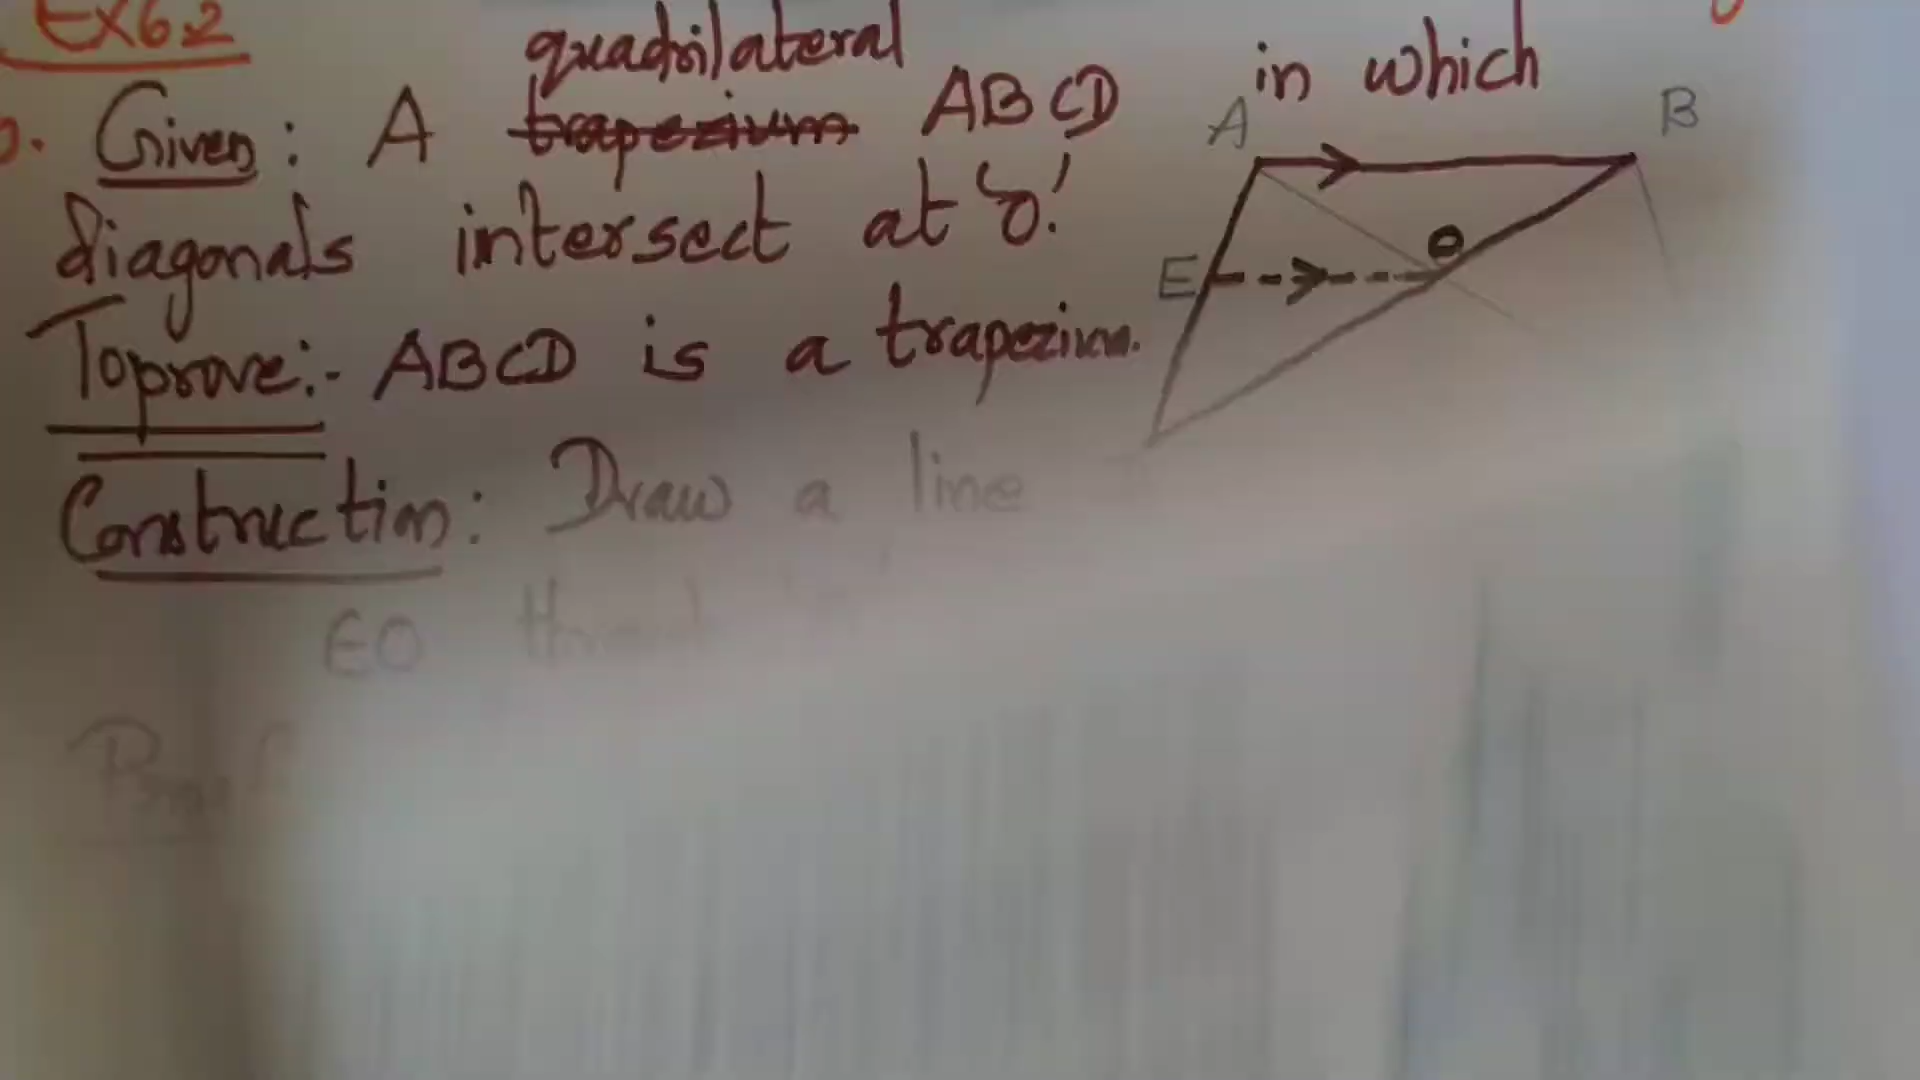 Ex6.2
quadrilateral
Given: A trapezium ABCD in which
diagonals intersect at 'O'.
To prove:- ABCD is a trapezium.
Construction: Draw a line
EO
Proof
A
B
E
O